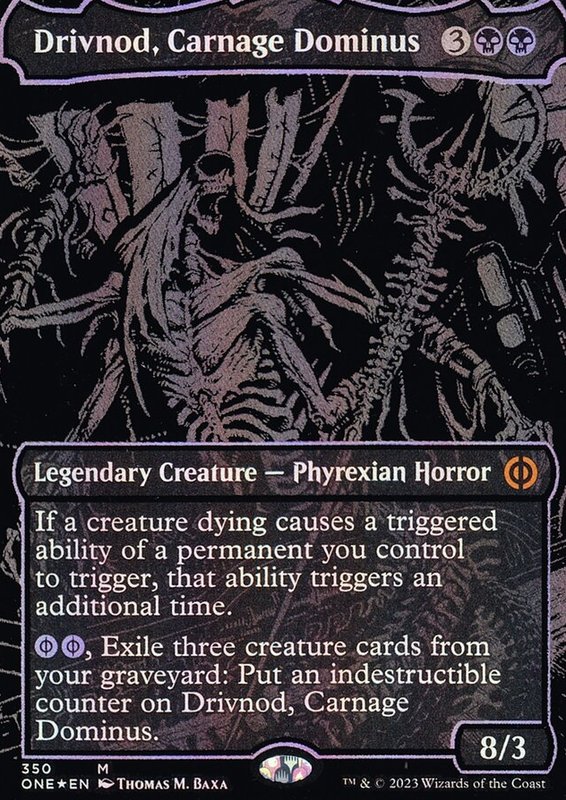 Drivnod, Carnage Dominus 3
Legendary Creature — Phyrexian Horror
If a creature dying causes a triggered
ability of a permanent you control
to trigger, that ability triggers an
additional time.
, Exile three creature cards from
your graveyard: Put an indestructible
counter on Drivnod, Carnage
Dominus.
8/3
350 M
ONE★EN Thomas M. Baxa
™ & © 2023 Wizards of the Coast